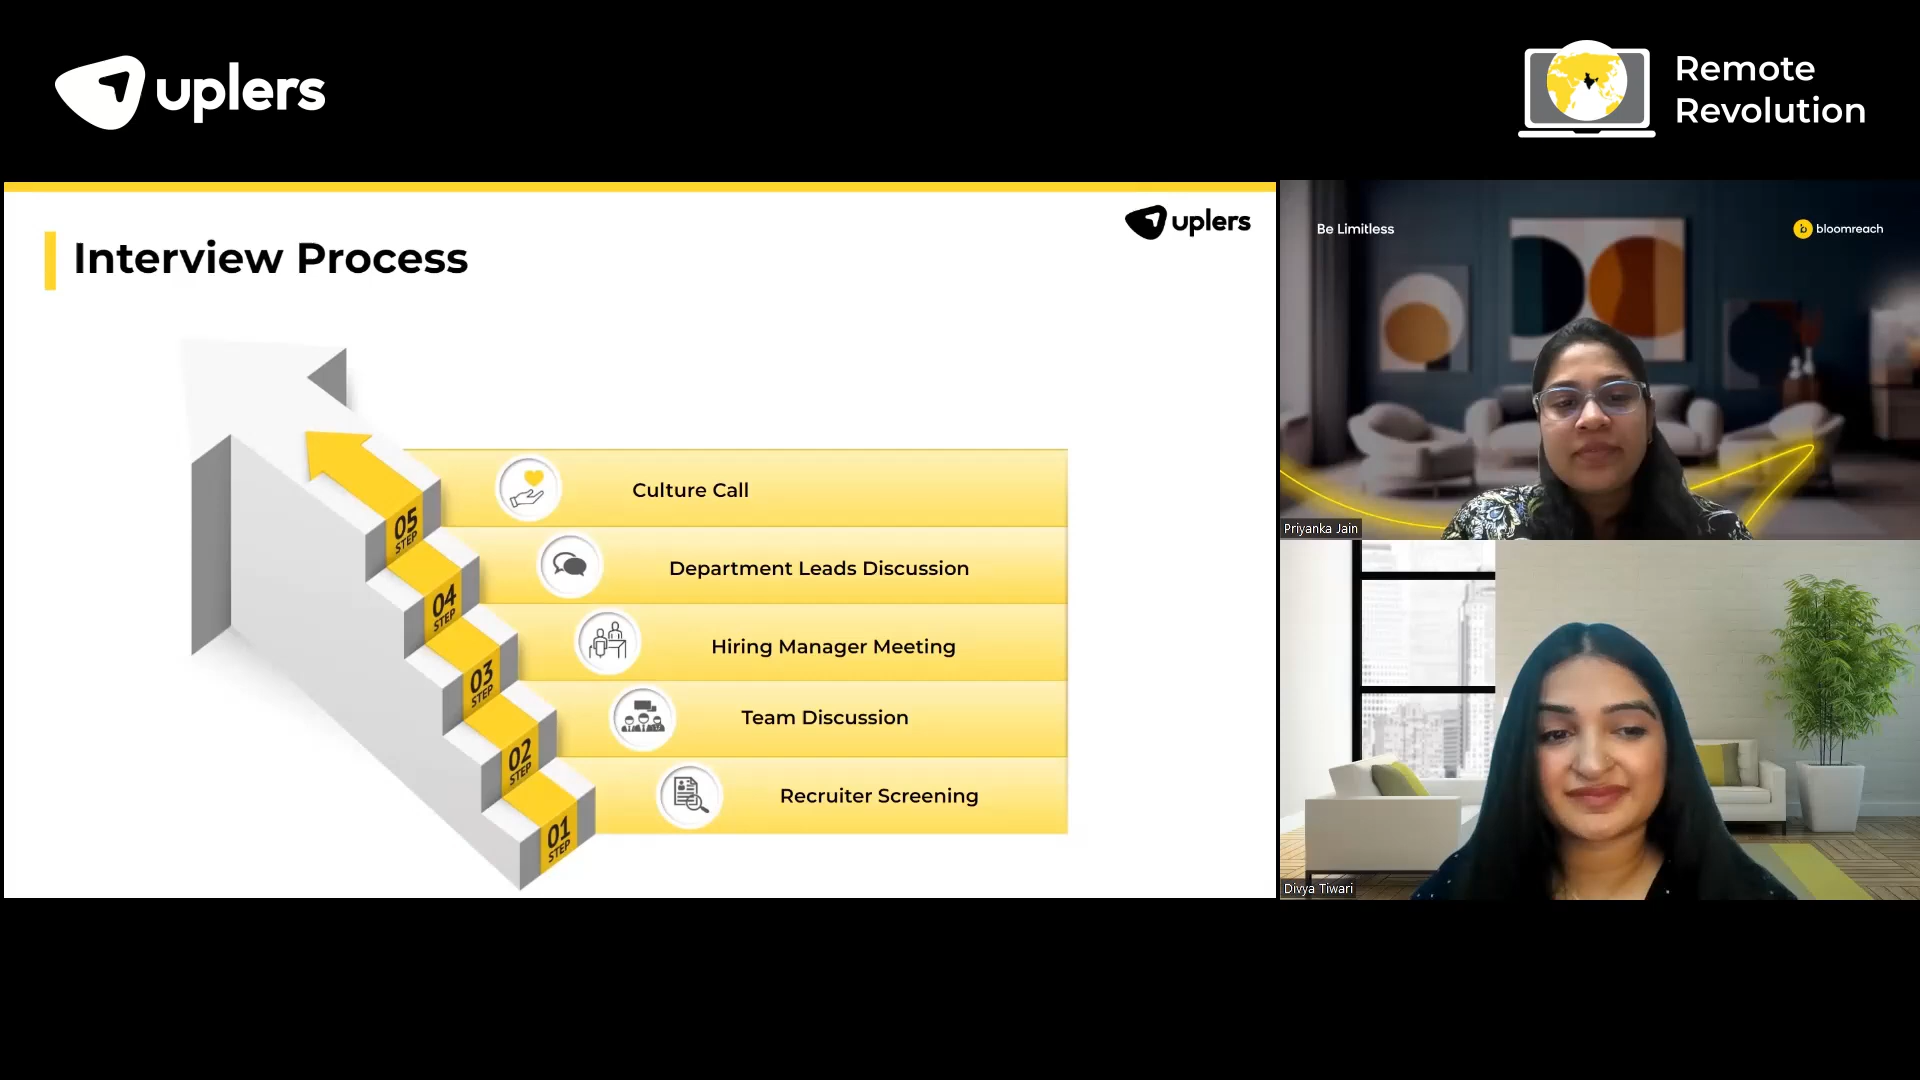 uplers
Remote
Revolution
uplers
Interview Process
05
STEP
Culture Call
04
STEP
Department Leads Discussion
03
STEP
Hiring Manager Meeting
02
STEP
Team Discussion
01
STEP
Recruiter Screening
Be Limitless
b bloomreach
Priyanka Jain
Divya Tiwari